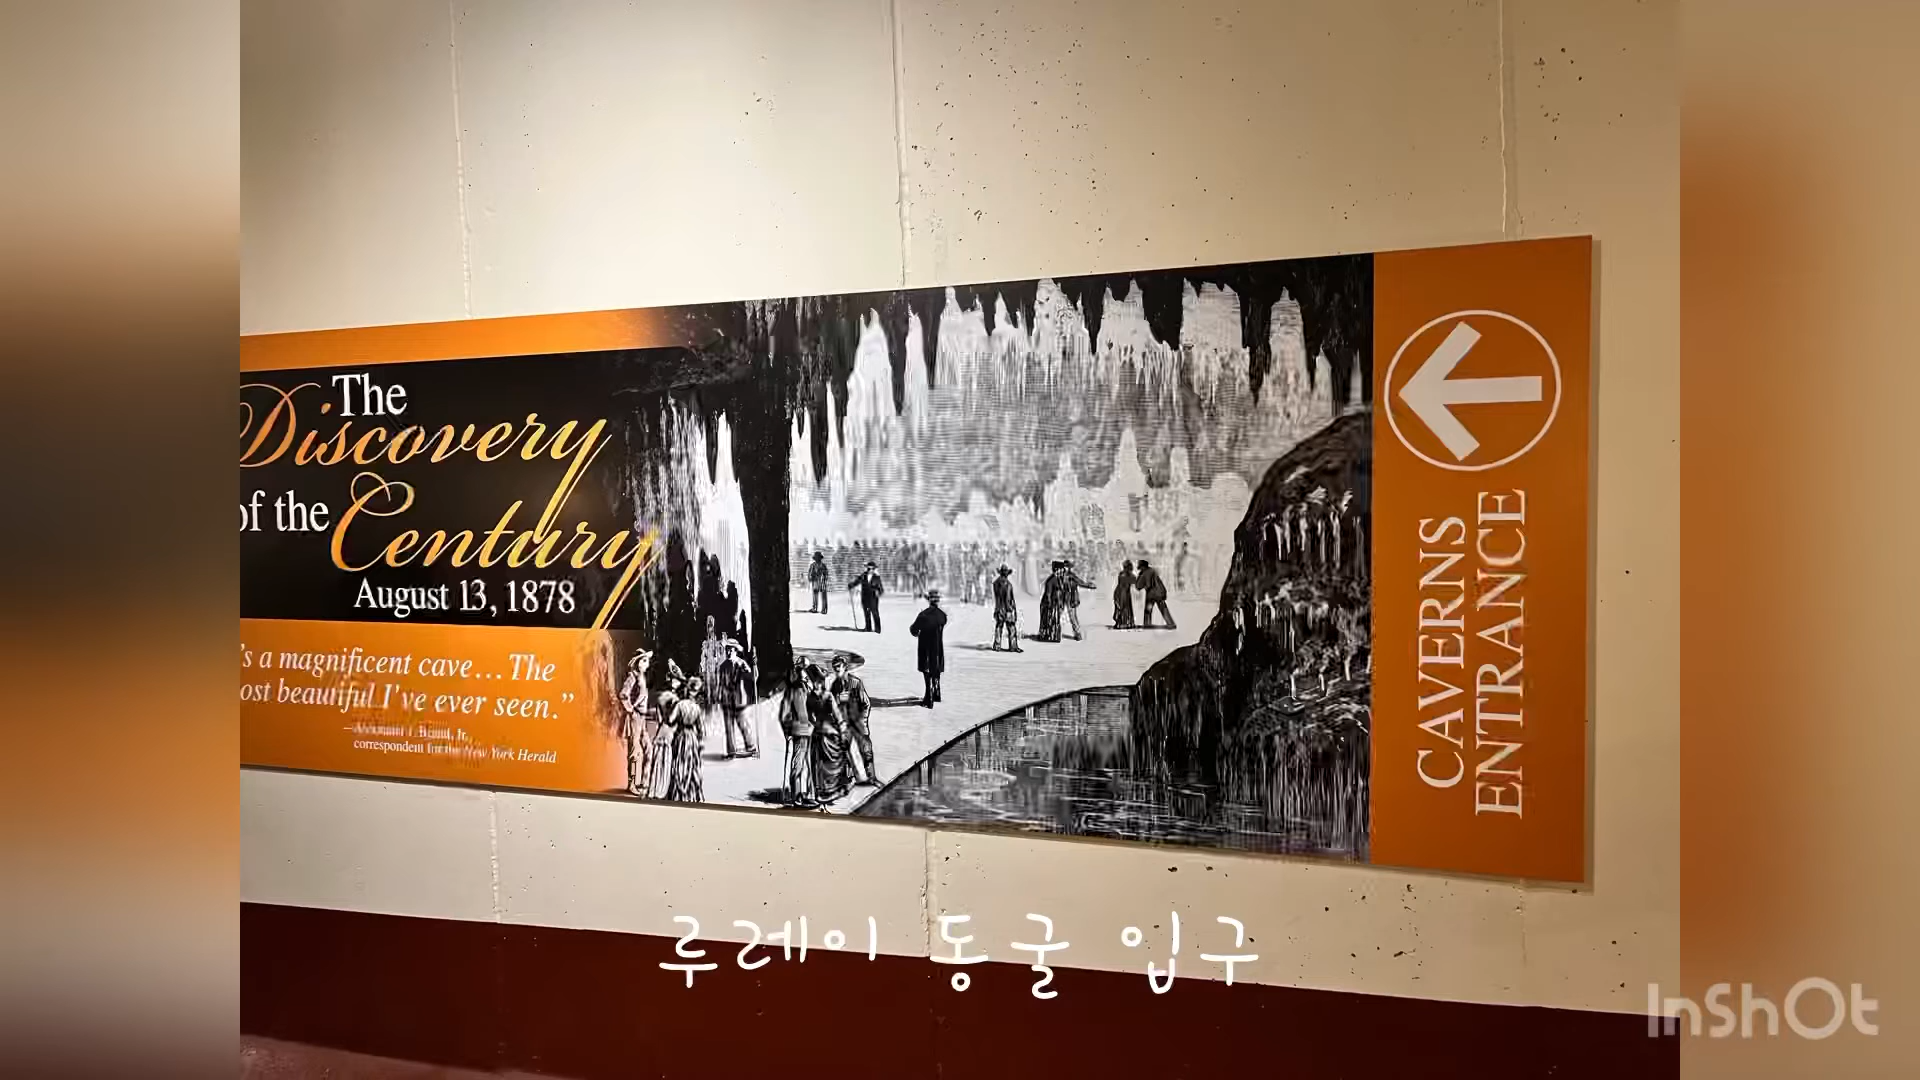 The
Discovery
of the Century
August 13, 1878
's a magnificent cave... The
ost beautiful I've ever seen.”
correspondent for the New York Herald
CAVERNS
ENTRANCE
루레이 동굴 입구
InShOt